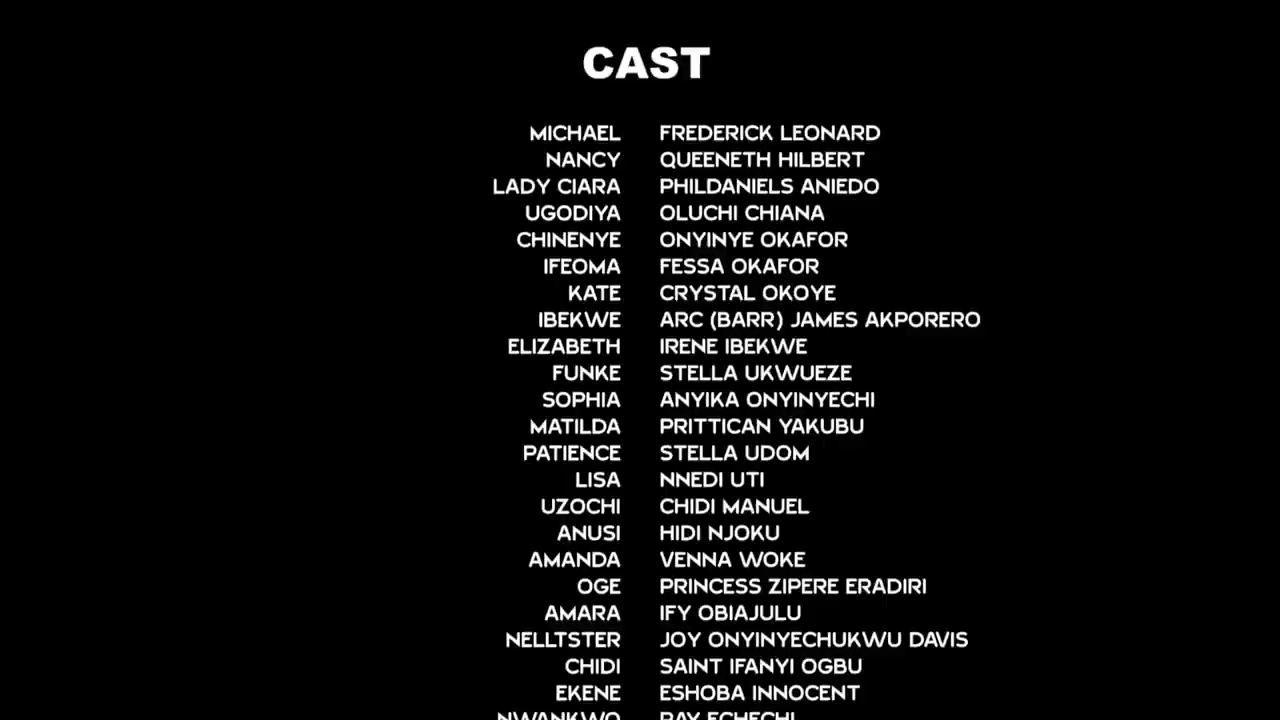 CAST
MICHAEL FREDERICK LEONARD
NANCY QUEENETH HILBERT
LADY CIARA PHILDANIELS ANIEDO
UGODIYA OLUCHI CHIANA
CHINENYE ONYINYE OKAFOR
IFEOMA FESSA OKAFOR
KATE CRYSTAL OKOYE
IBEKWE ARC (BARR) JAMES AKPORERO
ELIZABETH IRENE IBEKWE
FUNKE STELLA UKWUEZE
SOPHIA ANYIKA ONYINYECHI
MATILDA PRITTICAN YAKUBU
PATIENCE STELLA UDOM
LISA NNEDI UTI
UZOCHI CHIDI MANUEL
ANUSI HIDI NJOKU
AMANDA VENNA WOKE
OGE PRINCESS ZIPERE ERADIRI
AMARA IFY OBIAJULU
NELLTSTER JOY ONYINYECHUKWU DAVIS
CHIDI SAINT IFANYI OGBU
EKENE ESHOBA INNOCENT
NWANKWO RAY ECHECHI